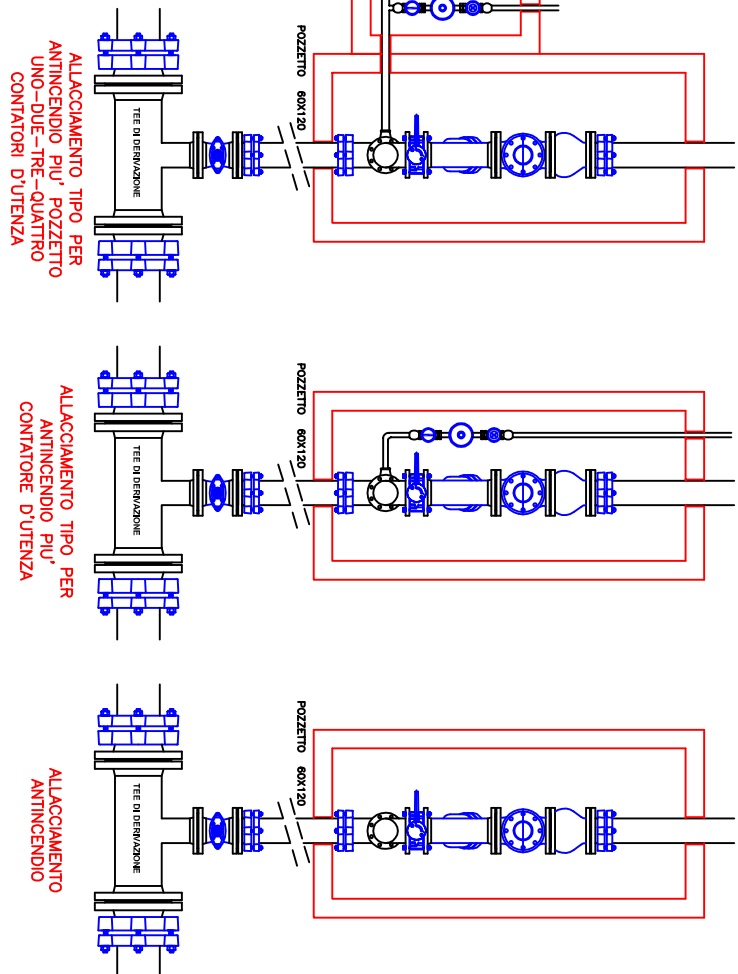 POZZETTO 60X120
TEE DI DERIVAZIONE
ALLACCIAMENTO TIPO PER
ANTINCENDIO PIU' POZZETTO
UNO-DUE-TRE-QUATTRO
CONTATORI D'UTENZA
POZZETTO 60X120
TEE DI DERIVAZIONE
ALLACCIAMENTO TIPO PER
ANTINCENDIO PIU'
CONTATORE D'UTENZA
POZZETTO 60X120
TEE DI DERIVAZIONE
ALLACCIAMENTO
ANTINCENDIO